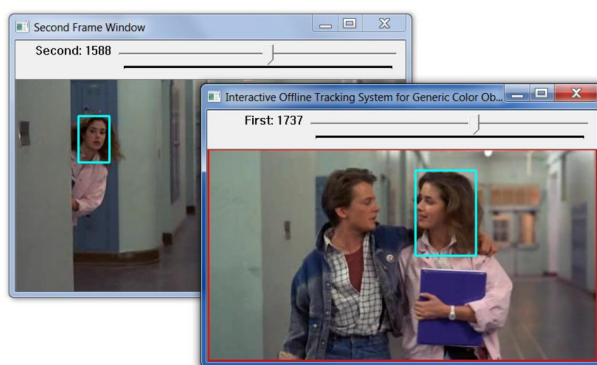 Second Frame Window
Second: 1588
Interactive Offline Tracking System for Generic Color Ob...
First: 1737